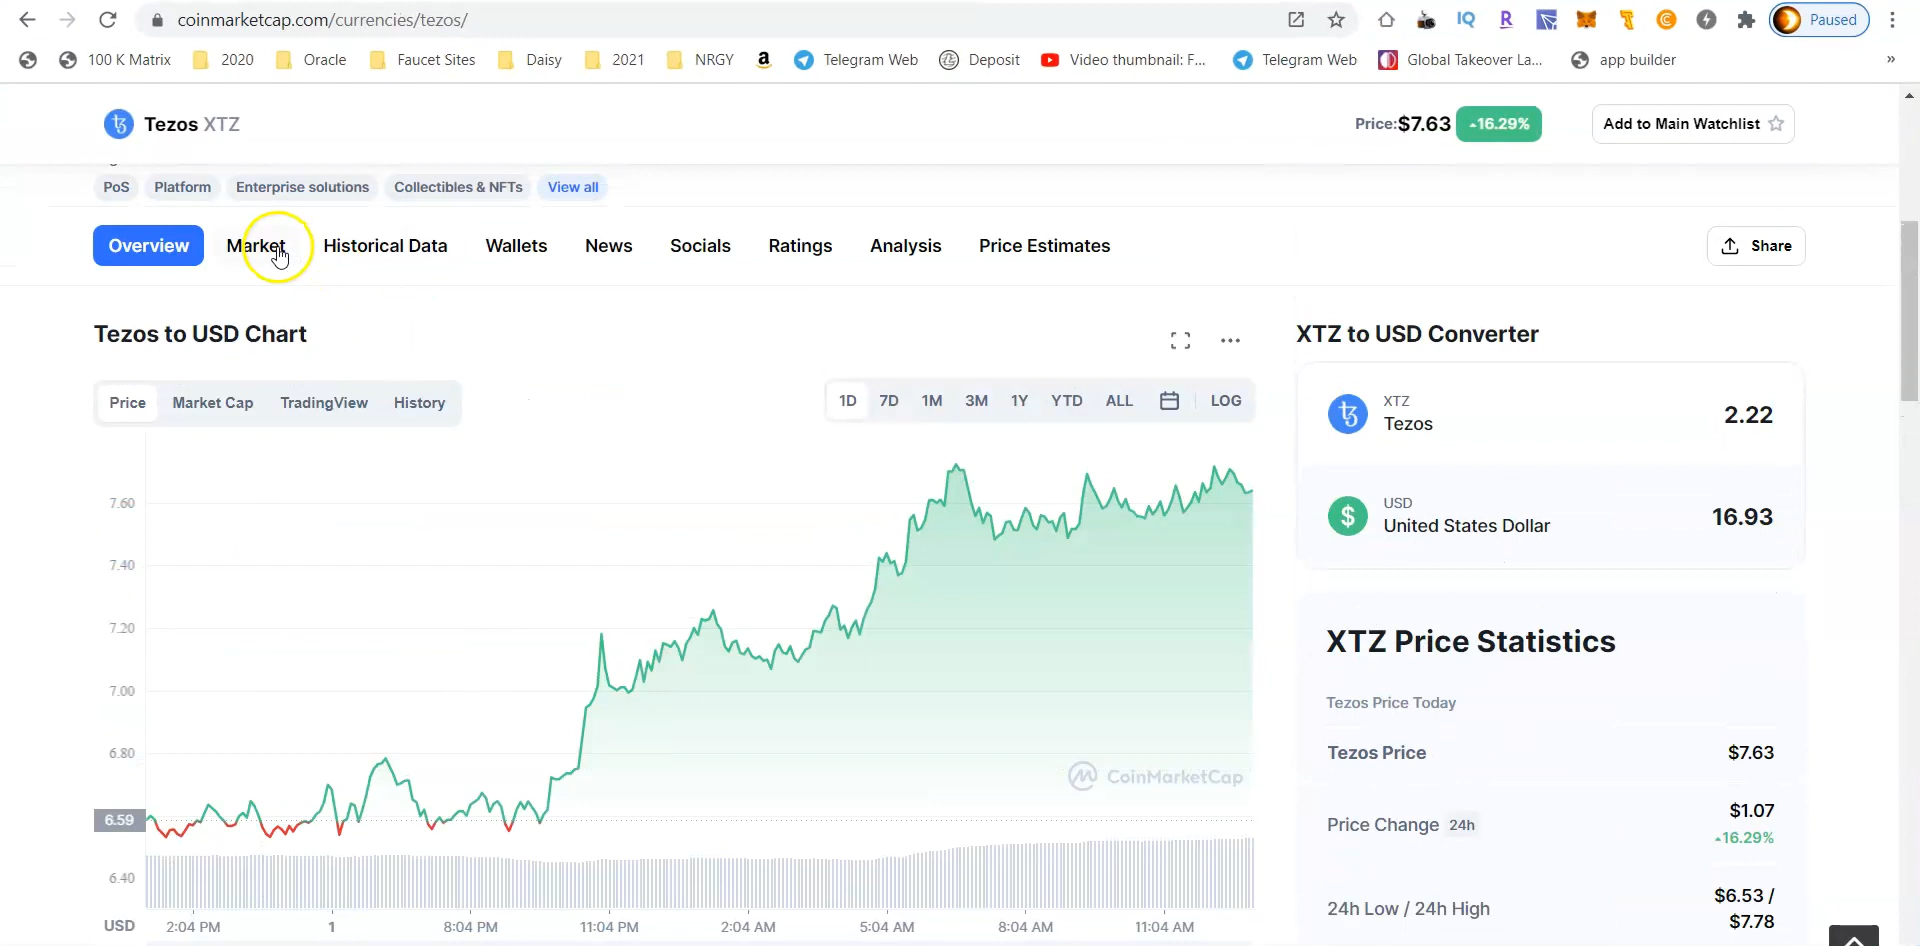 coinmarketcap.com/currencies/tezos/
IQ
R
Paused
100 K Matrix
2020
Oracle
Faucet Sites
Daisy
2021
NRGY
a
Telegram Web
Deposit
Video thumbnail: F...
Telegram Web
Global Takeover La...
app builder
»
Tezos XTZ
Price:$7.63
16.29%
Add to Main Watchlist
PoS
Platform
Enterprise solutions
Collectibles & NFTs
View all
Overview
Market
Historical Data
Wallets
News
Socials
Ratings
Analysis
Price Estimates
Share
Tezos to USD Chart
Price
Market Cap
TradingView
History
1D
7D
1M
3M
1Y
YTD
ALL
LOG
7.60
7.40
7.20
7.00
6.80
6.59
6.40
CoinMarketCap
USD
2:04 PM
1
8:04 PM
11:04 PM
2:04 AM
5:04 AM
8:04 AM
11:04 AM
XTZ to USD Converter
XTZ
Tezos
2.22
$
USD
United States Dollar
16.93
XTZ Price Statistics
Tezos Price Today
Tezos Price
$7.63
Price Change 24h
$1.07
16.29%
24h Low / 24h High
$6.53 /
$7.78